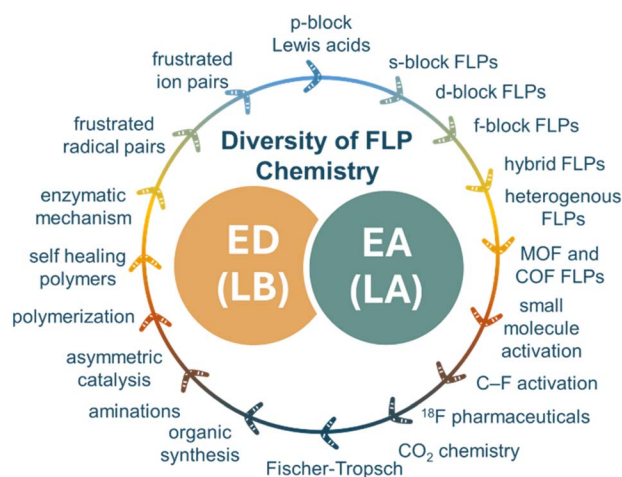 p-block
Lewis acids
s-block FLPs
d-block FLPs
f-block FLPs
hybrid FLPs
heterogenous
FLPs
MOF and
COF FLPs
small
molecule
activation
C–F activation
¹⁸F pharmaceuticals
CO₂ chemistry
Fischer-Tropsch
organic
synthesis
aminations
asymmetric
catalysis
polymerization
self healing
polymers
enzymatic
mechanism
frustrated
radical pairs
frustrated
ion pairs
Diversity of FLP
Chemistry
ED
(LB)
EA
(LA)